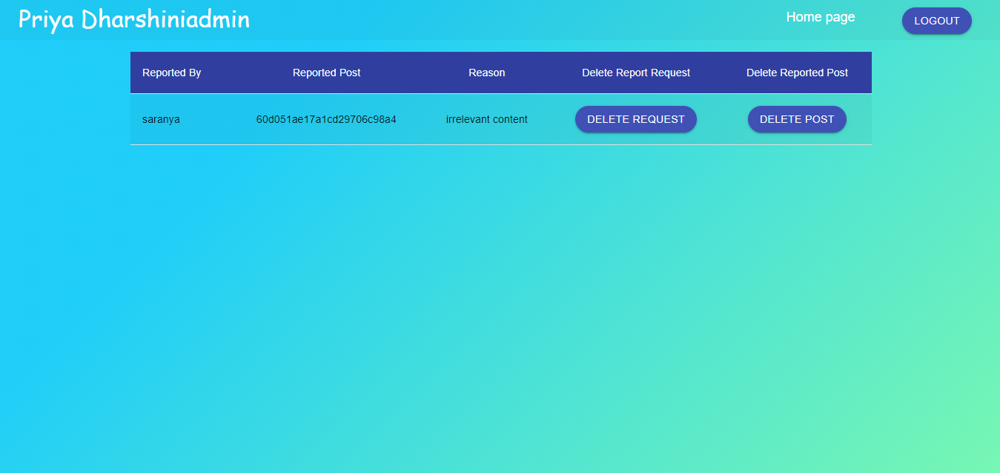 Priya Dharshiniadmin Home page LOGOUT
Reported By Reported Post Reason Delete Report Request Delete Reported Post
saranya 60d051ae17a1cd29706c98a4 irrelevant content DELETE REQUEST DELETE POST